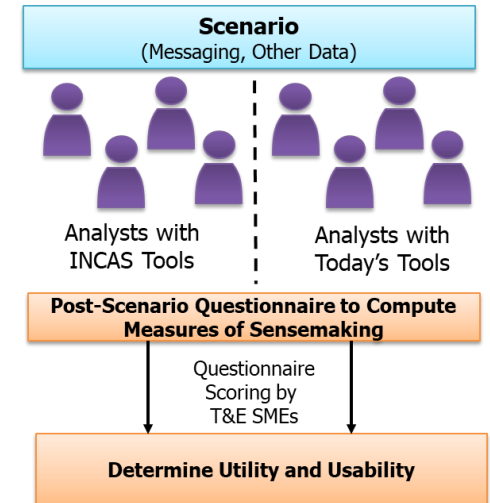 Scenario
(Messaging, Other Data)
Analysts with
INCAS Tools
Analysts with
Today's Tools
Post-Scenario Questionnaire to Compute
Measures of Sensemaking
Questionnaire
Scoring by
T&E SMEs
Determine Utility and Usability